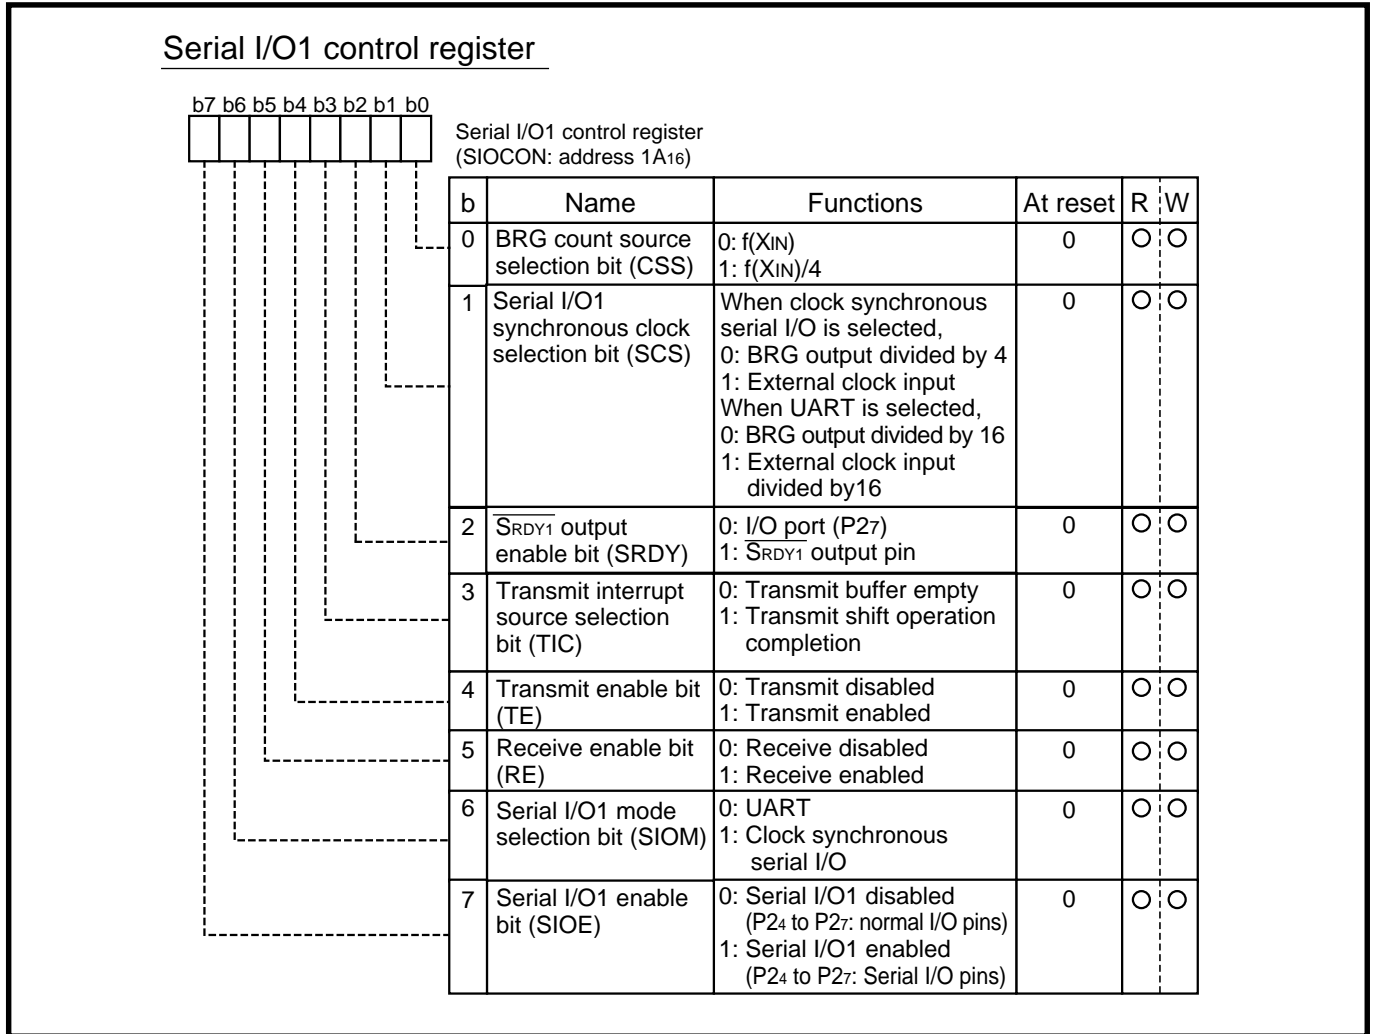 Serial I/O1 control register
b7 b6 b5 b4 b3 b2 b1 b0
Serial I/O1 control register
(SIOCON: address 1A16)
b Name Functions At reset R W
0 BRG count source 0: f(XIN) 0 O O
selection bit (CSS) 1: f(XIN)/4
1 Serial I/O1 When clock synchronous 0 O O
synchronous clock serial I/O is selected,
selection bit (SCS) 0: BRG output divided by 4
1: External clock input
When UART is selected,
0: BRG output divided by 16
1: External clock input
divided by16
2 SRDY1 output 0: I/O port (P27) 0 O O
enable bit (SRDY) 1: SRDY1 output pin
3 Transmit interrupt 0: Transmit buffer empty 0 O O
source selection 1: Transmit shift operation
bit (TIC) completion
4 Transmit enable bit 0: Transmit disabled 0 O O
(TE) 1: Transmit enabled
5 Receive enable bit 0: Receive disabled 0 O O
(RE) 1: Receive enabled
6 Serial I/O1 mode 0: UART 0 O O
selection bit (SIOM) 1: Clock synchronous
serial I/O
7 Serial I/O1 enable 0: Serial I/O1 disabled 0 O O
bit (SIOE) (P24 to P27: normal I/O pins)
1: Serial I/O1 enabled
(P24 to P27: Serial I/O pins)